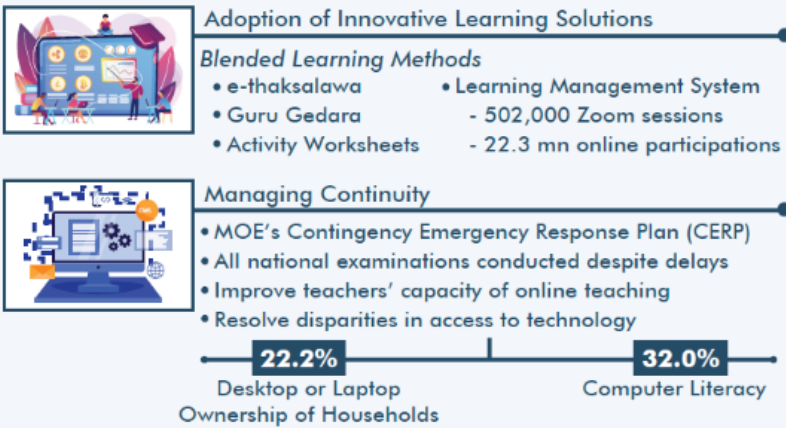 Adoption of Innovative Learning Solutions
Blended Learning Methods
• e-thaksalawa
• Guru Gedara
• Activity Worksheets
• Learning Management System
- 502,000 Zoom sessions
- 22.3 mn online participations
Managing Continuity
• MOE's Contingency Emergency Response Plan (CERP)
• All national examinations conducted despite delays
• Improve teachers' capacity of online teaching
• Resolve disparities in access to technology
22.2%
Desktop or Laptop
Ownership of Households
32.0%
Computer Literacy